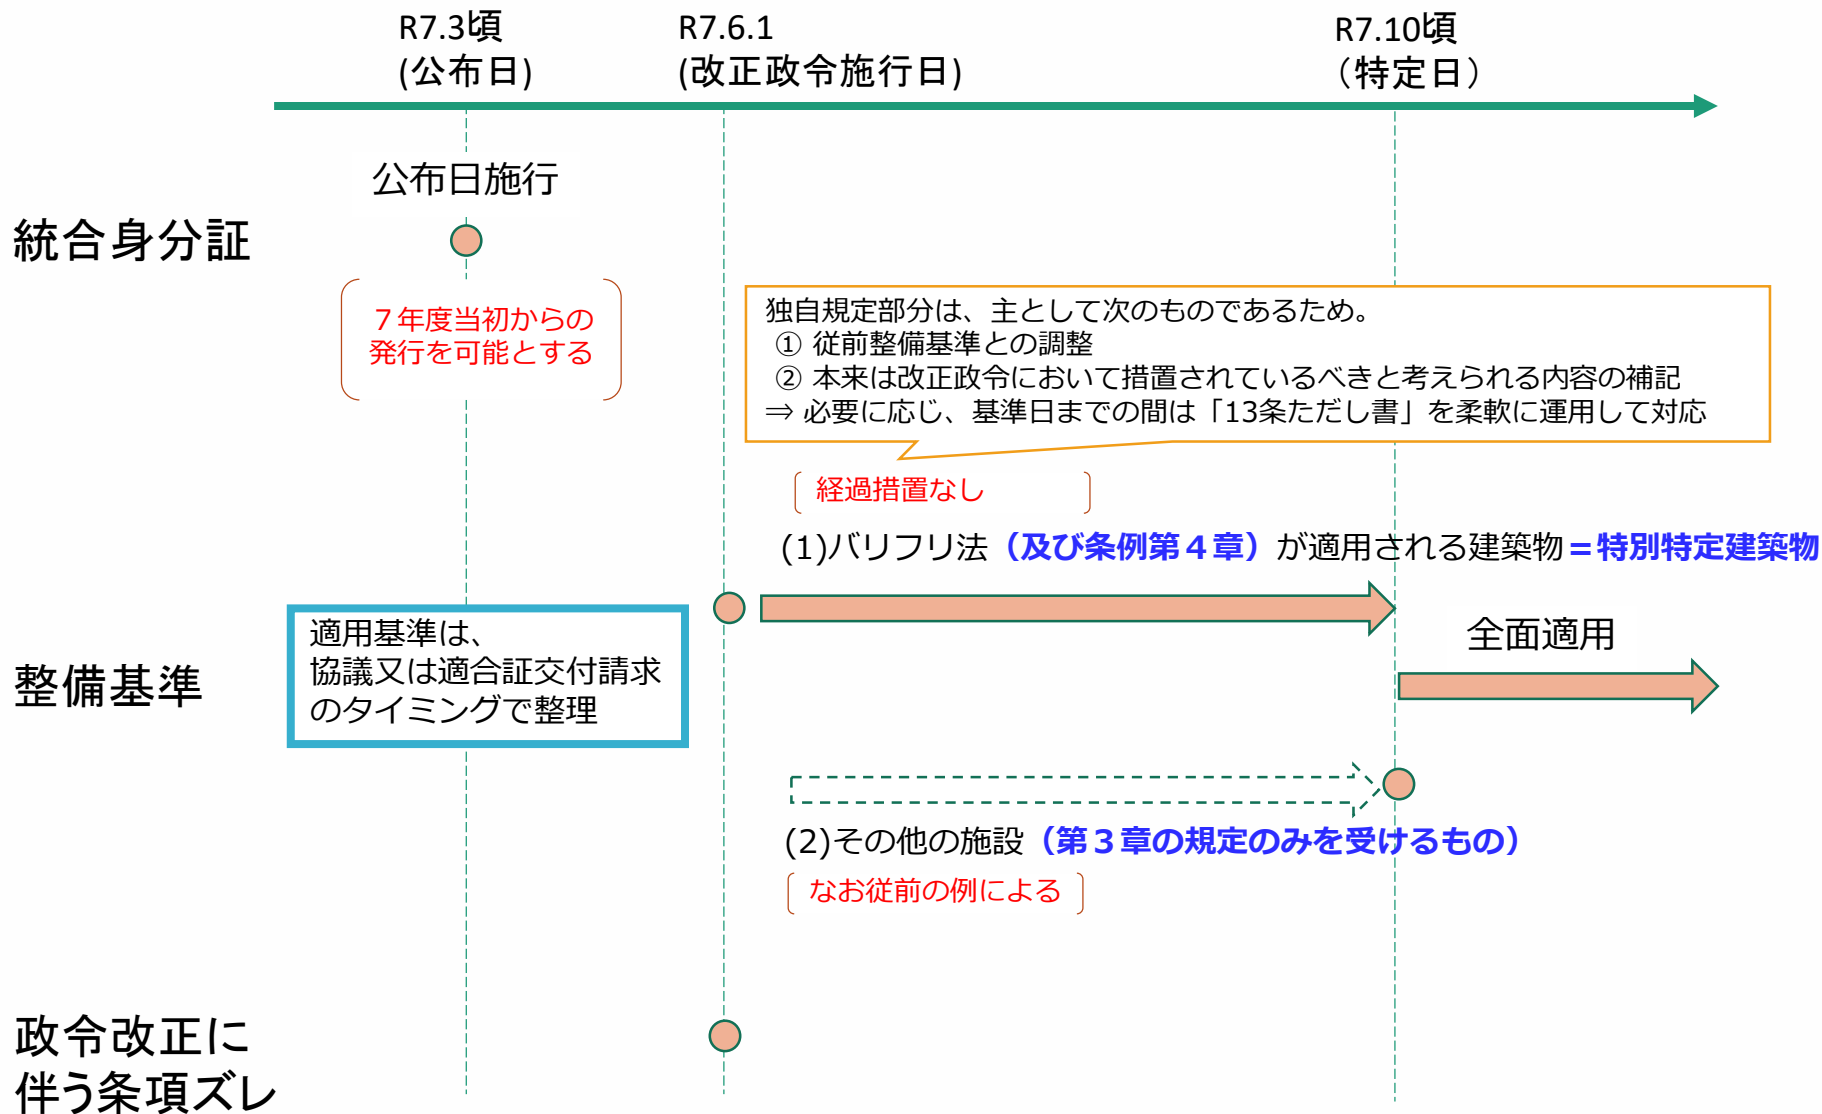 R7.3頃
(公布日)
R7.6.1
(改正政令施行日)
R7.10頃
（特定日）
公布日施行
統合身分証
７年度当初からの
発行を可能とする
独自規定部分は、主として次のものであるため。
① 従前整備基準との調整
② 本来は改正政令において措置されているべきと考えられる内容の補記
⇒ 必要に応じ、基準日までの間は「13条ただし書」を柔軟に運用して対応
経過措置なし
(1)バリフリ法（及び条例第４章）が適用される建築物＝特別特定建築物
適用基準は、
協議又は適合証交付請求
のタイミングで整理
全面適用
整備基準
(2)その他の施設（第３章の規定のみを受けるもの）
なお従前の例による
政令改正に
伴う条項ズレ